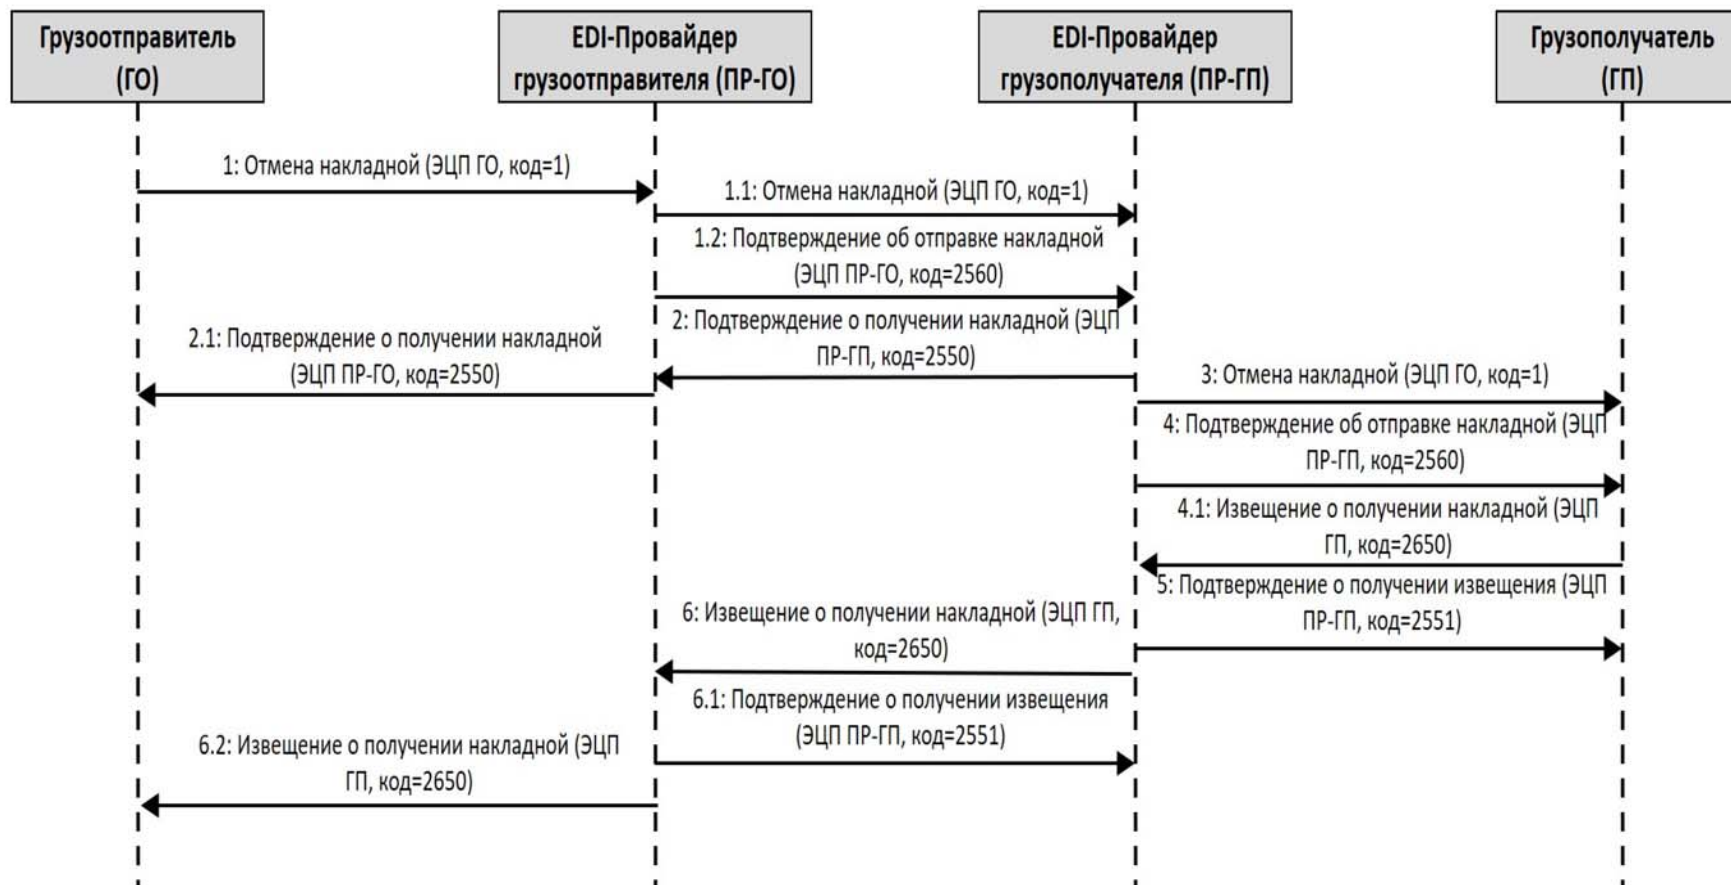 Грузоотправитель
(ГО)
EDI-Провайдер
грузоотправителя (ПР-ГО)
EDI-Провайдер
грузополучателя (ПР-ГП)
Грузополучатель
(ГП)
1: Отмена накладной (ЭЦП ГО, код=1)
1.1: Отмена накладной (ЭЦП ГО, код=1)
1.2: Подтверждение об отправке накладной
(ЭЦП ПР-ГО, код=2560)
2: Подтверждение о получении накладной (ЭЦП
ПР-ГП, код=2550)
2.1: Подтверждение о получении накладной
(ЭЦП ПР-ГО, код=2550)
3: Отмена накладной (ЭЦП ГО, код=1)
4: Подтверждение об отправке накладной (ЭЦП
ПР-ГП, код=2560)
4.1: Извещение о получении накладной (ЭЦП
ГП, код=2650)
5: Подтверждение о получении извещения (ЭЦП
ПР-ГП, код=2551)
6: Извещение о получении накладной (ЭЦП ГП,
код=2650)
6.1: Подтверждение о получении извещения
(ЭЦП ПР-ГП, код=2551)
6.2: Извещение о получении накладной (ЭЦП
ГП, код=2650)